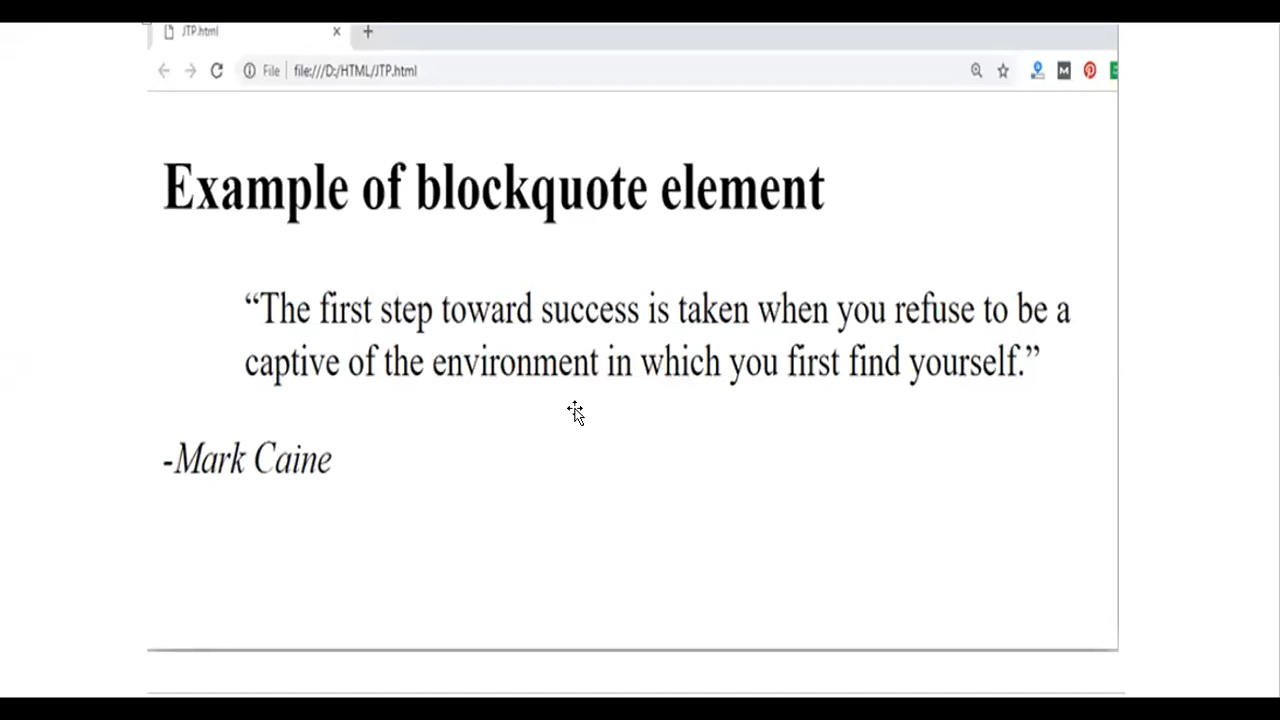 JTP.html
File
file:///D:/HTML/JTP.html
Example of blockquote element
“The first step toward success is taken when you refuse to be a
captive of the environment in which you first find yourself.”
-Mark Caine